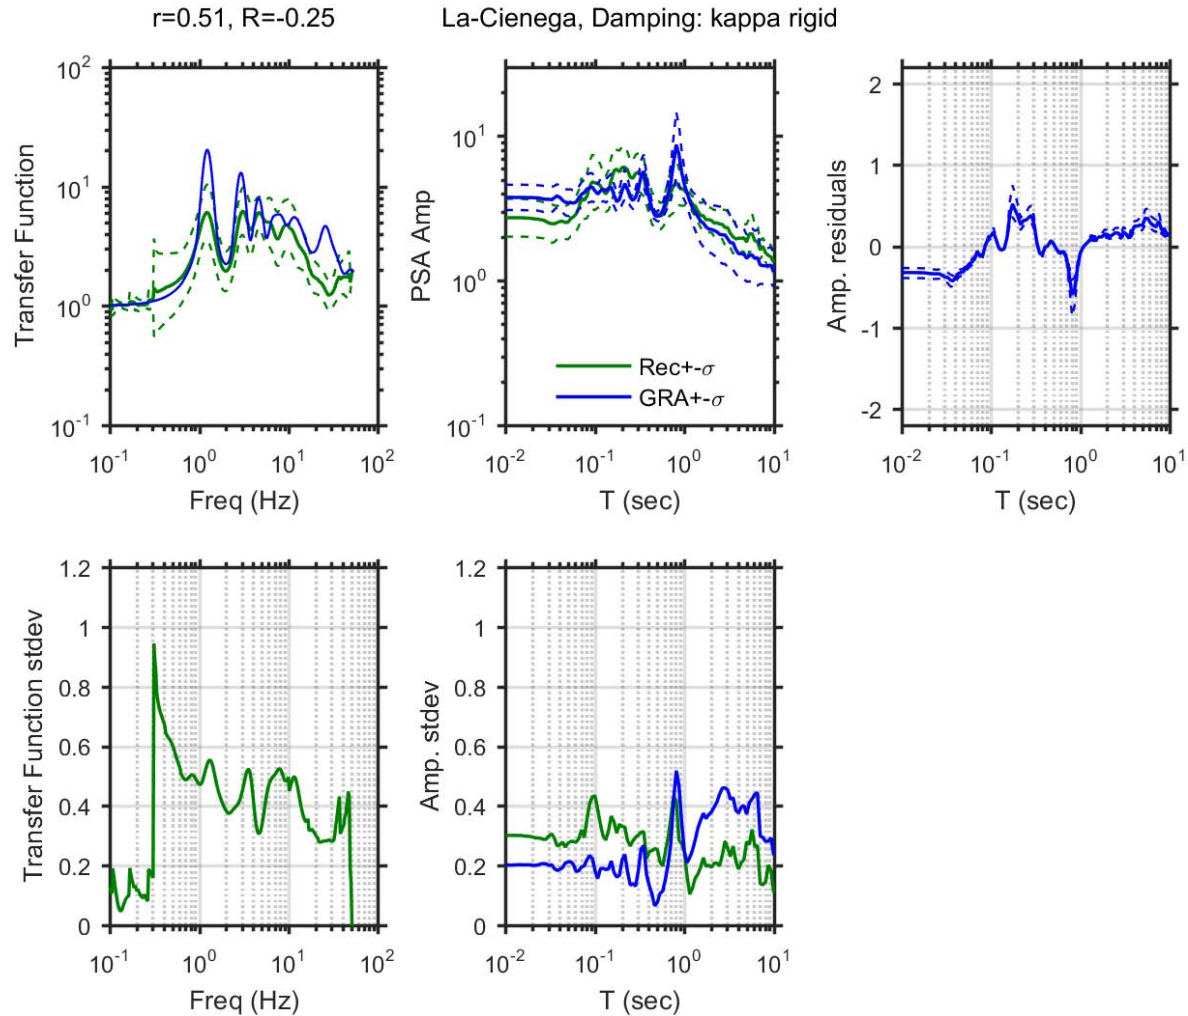 r=0.51, R=-0.25
La-Cienega, Damping: kappa rigid
Transfer Function
10^2
10^1
10^0
10^-1
10^-1 10^0 10^1 10^2
Freq (Hz)
PSA Amp
10^1
10^0
10^-1
Rec+-σ
GRA+-σ
10^-2 10^-1 10^0 10^1
T (sec)
Amp. residuals
2
1
0
-1
-2
10^-2 10^-1 10^0 10^1
T (sec)
Transfer Function stdev
1.2
1
0.8
0.6
0.4
0.2
0
10^-1 10^0 10^1 10^2
Freq (Hz)
Amp. stdev
1.2
1
0.8
0.6
0.4
0.2
0
10^-2 10^-1 10^0 10^1
T (sec)